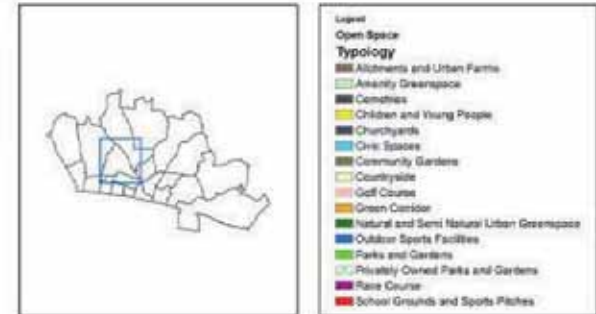 Legend
Open Space
Typology
Allotments and Urban Farms
Amenity Greenspace
Cemetries
Children and Young People
Churchyards
Civic Spaces
Community Gardens
Countryside
Golf Course
Green Corridor
Natural and Semi Natural Urban Greenspace
Outdoor Sports Facilities
Parks and Gardens
Privately Owned Parks and Gardens
Race Course
School Grounds and Sports Pitches